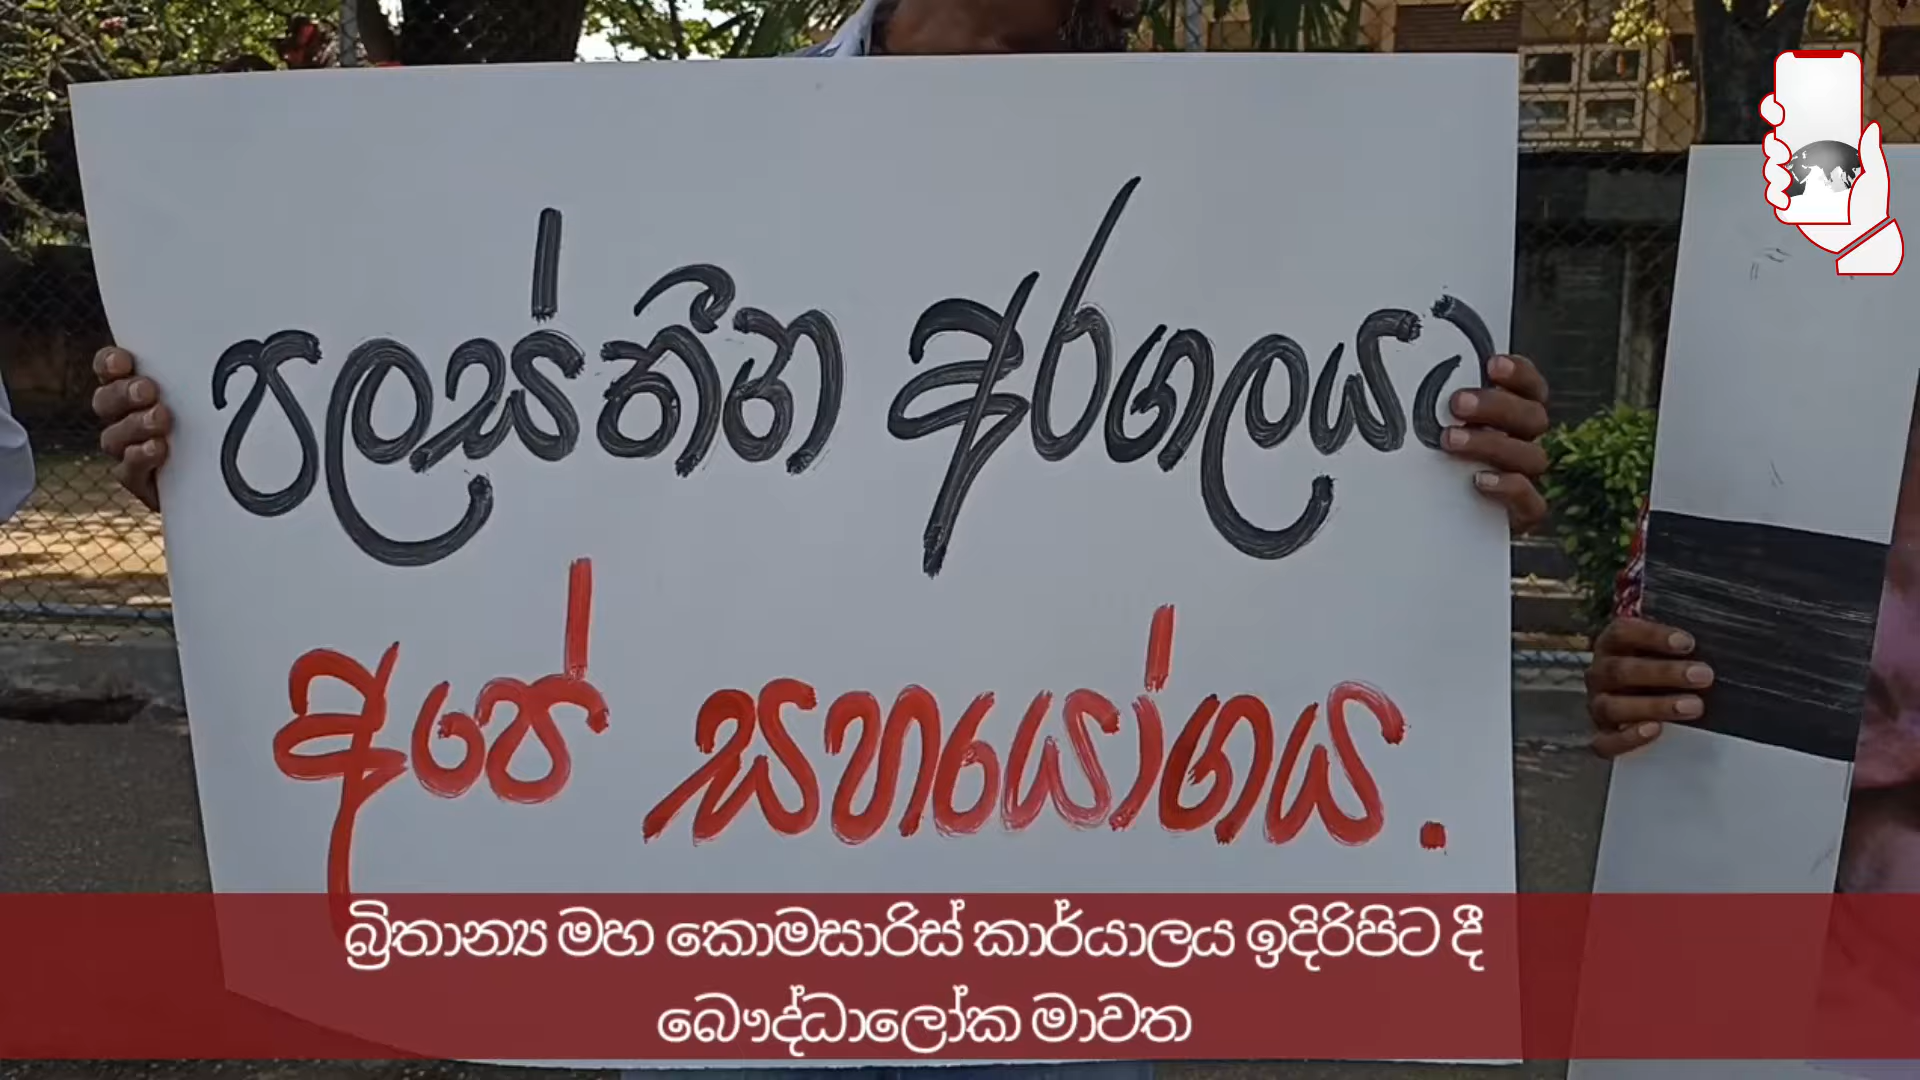 පලස්තීන අරගලයට
අපේ සහයෝගය.
බ්‍රිතාන්‍ය මහ කොමසාරිස් කාර්යාලය ඉදිරිපිට දී
බෞද්ධාලෝක මාවත